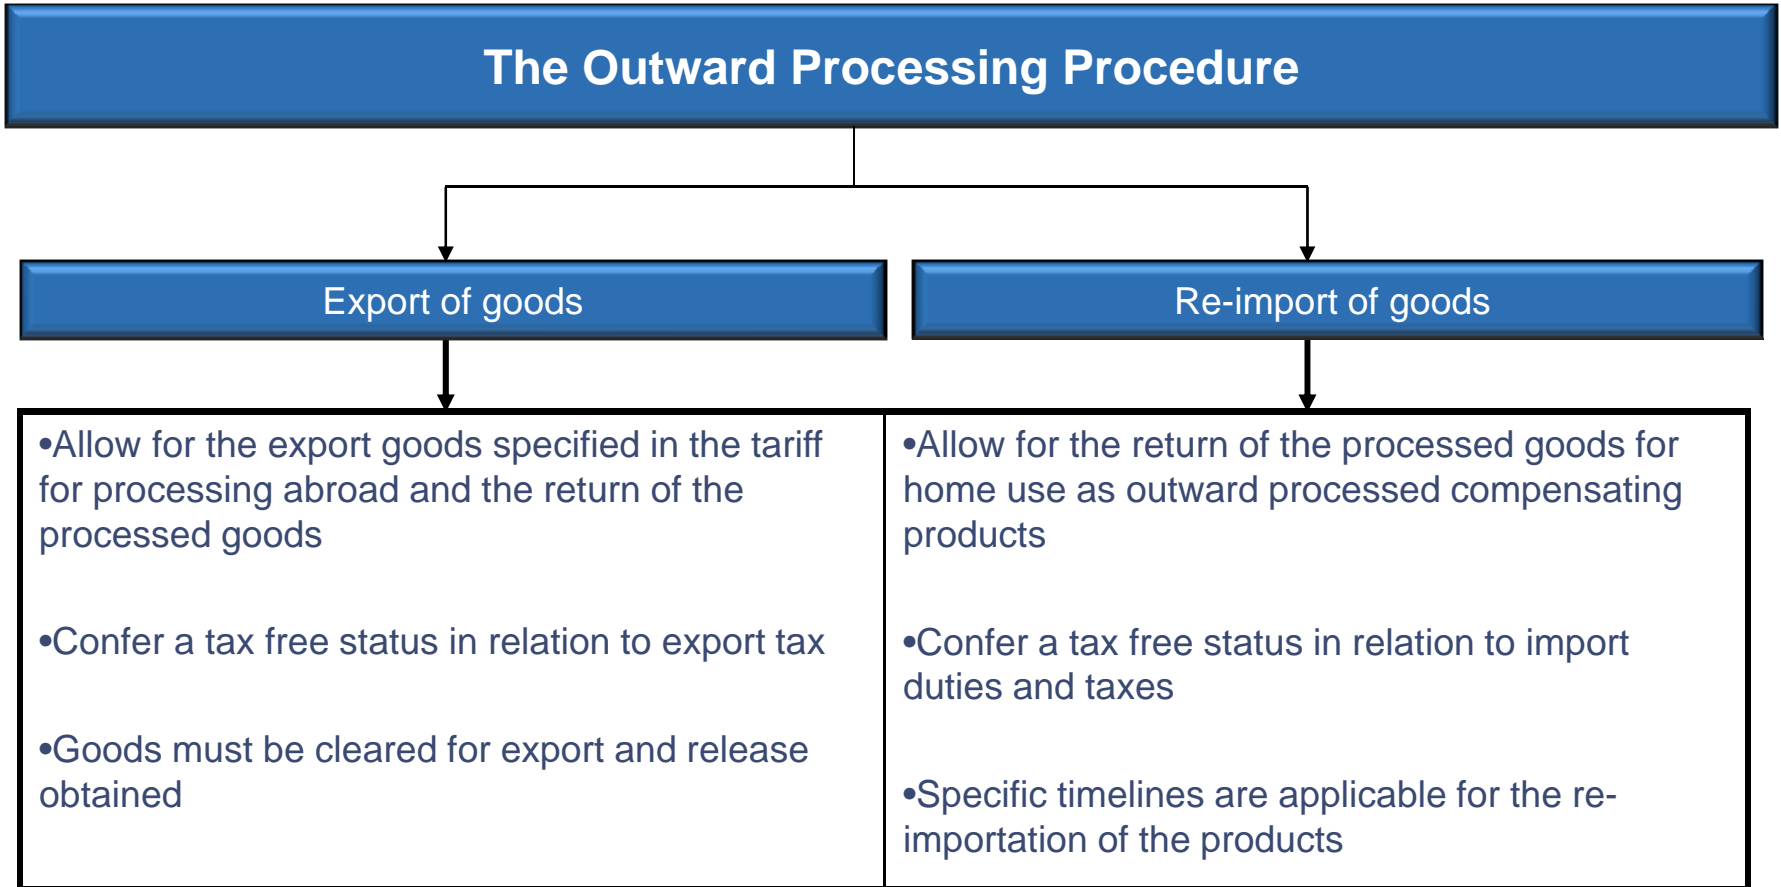 The Outward Processing Procedure
Export of goods
•Allow for the export goods specified in the tariff
for processing abroad and the return of the
processed goods
•Confer a tax free status in relation to export tax
•Goods must be cleared for export and release
obtained
Re-import of goods
•Allow for the return of the processed goods for
home use as outward processed compensating
products
•Confer a tax free status in relation to import
duties and taxes
•Specific timelines are applicable for the re-
importation of the products